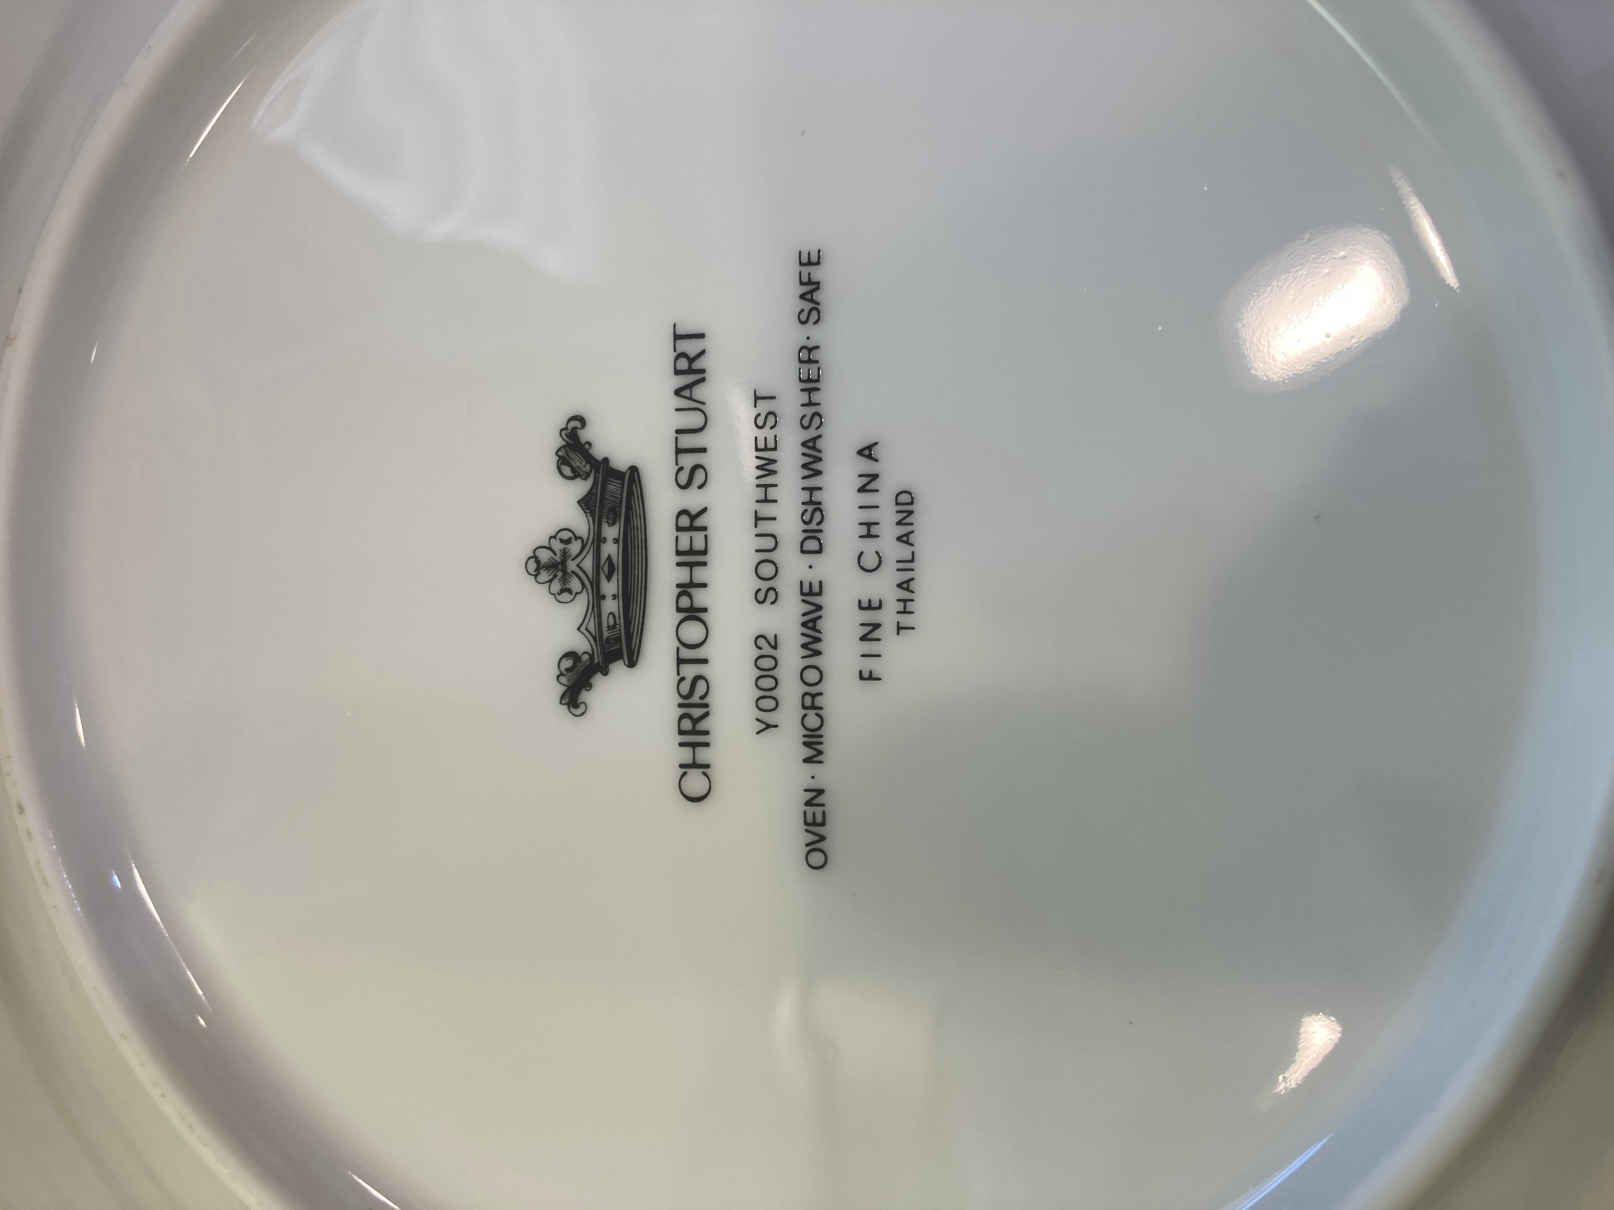 CHRISTOPHER STUART
Y0002 SOUTHWEST
OVEN · MICROWAVE · DISHWASHER · SAFE
FINE CHINA
THAILAND